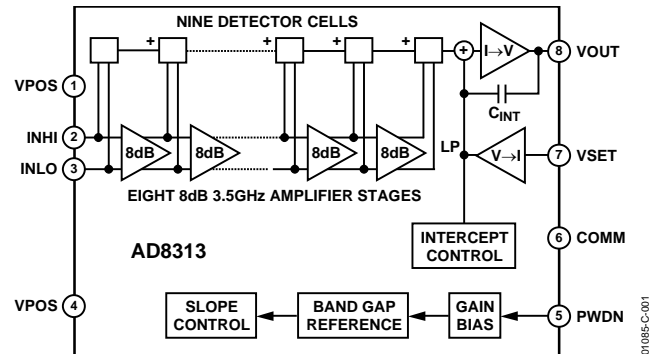 NINE DETECTOR CELLS
+ + + + +
I→V
8 VOUT
VPOS 1
CINT
INHI 2
8dB 8dB 8dB 8dB
LP
V→I
7 VSET
INLO 3
EIGHT 8dB 3.5GHz AMPLIFIER STAGES
AD8313
INTERCEPT
CONTROL
6 COMM
VPOS 4
SLOPE
CONTROL
BAND GAP
REFERENCE
GAIN
BIAS
5 PWDN
01085-C-001